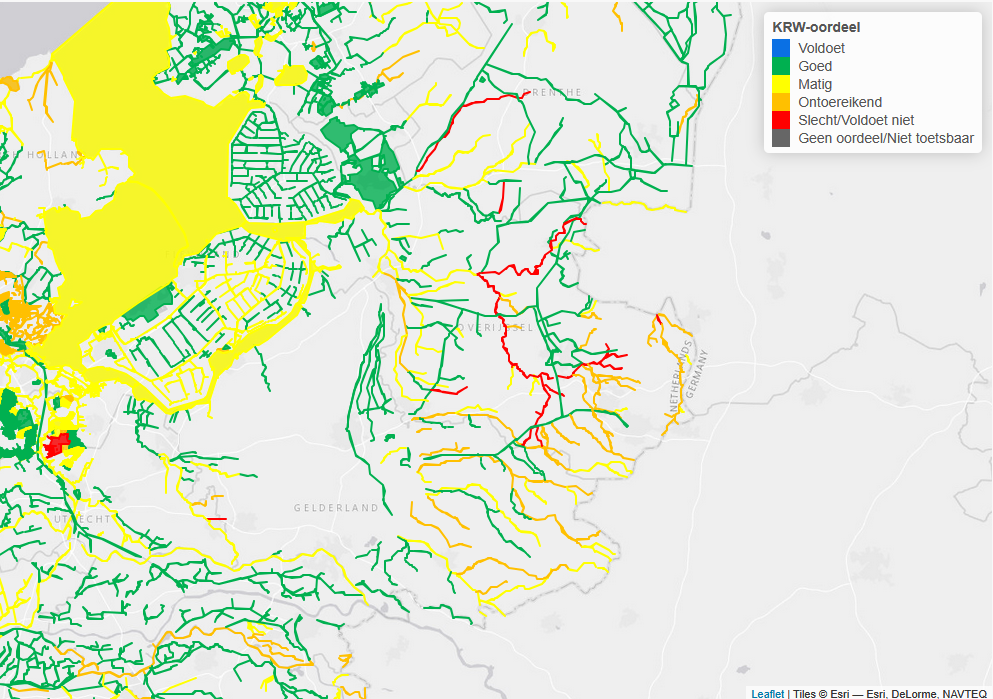 KRW-oordeel
Voldoet
Goed
Matig
Ontoereikend
Slecht/Voldoet niet
Geen oordeel/Niet toetsbaar
DRENTHE
HOLLAN
OVERIJSSEL
NETHERLANDS
GERMANY
GELDERLAND
UTRECHT
Leaflet | Tiles © Esri — Esri, DeLorme, NAVTEQ